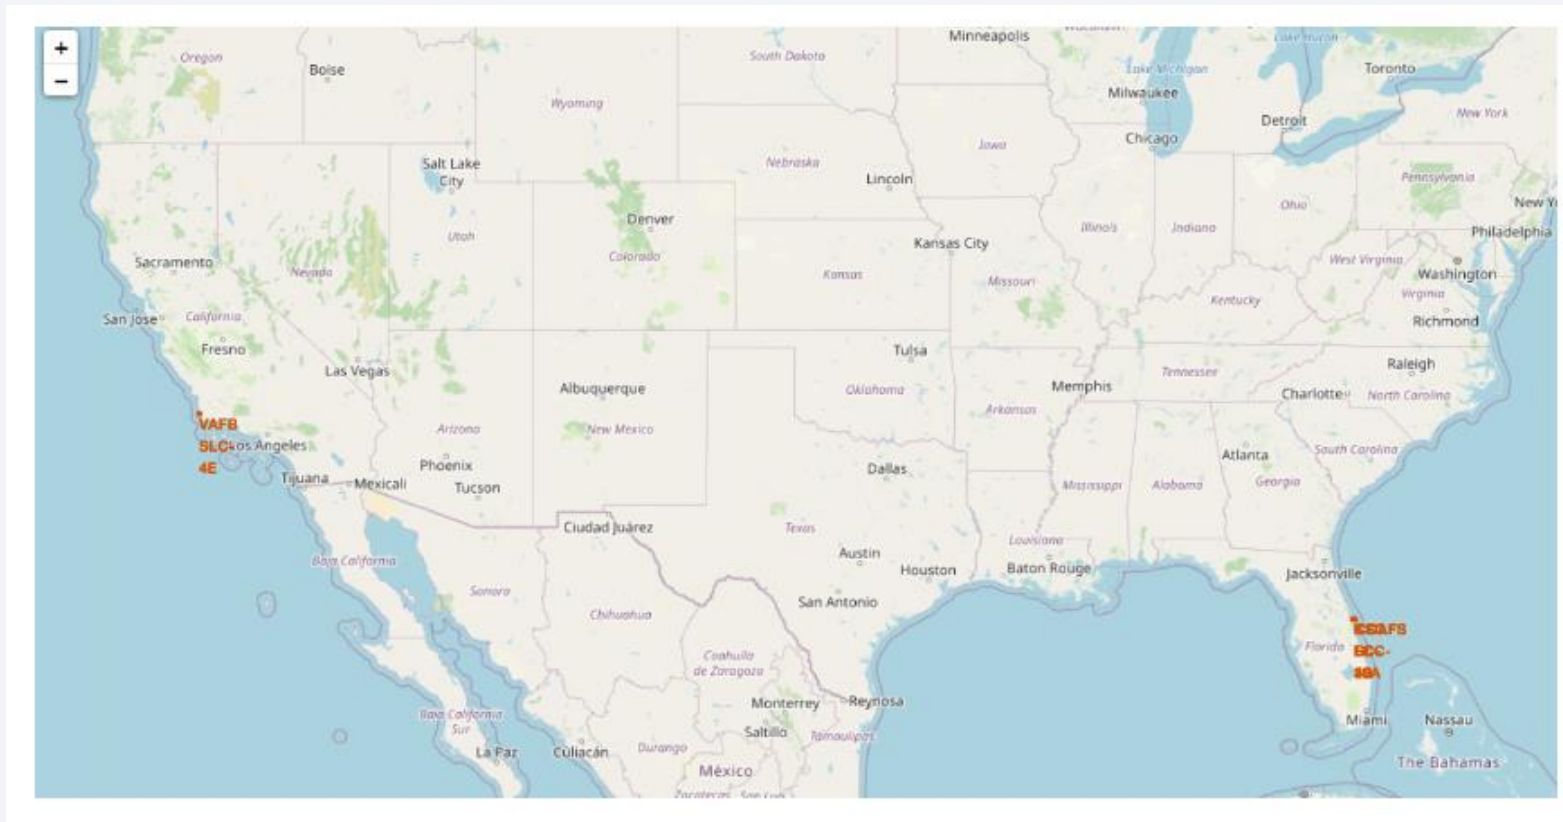 +
−
Oregon
Boise
South Dakota
Minneapolis
Lake Huron
Toronto
Lake Michigan
Wyoming
Milwaukee
New York
Detroit
Chicago
Iowa
Salt Lake
City
Nebraska
Lincoln
Pennsylvania
Ohio
Denver
Illinois
Indiana
Philadelphia
Utah
Kansas City
Colorado
Sacramento
Nevada
Kansas
Missouri
West Virginia
Washington
Virginia
Kentucky
San Jose
California
Richmond
Fresno
Tulsa
Las Vegas
Raleigh
Tennessee
Albuquerque
Memphis
Oklahoma
Charlotte
North Carolina
Arkansas
VAFB
SLC-
4E
Los Angeles
Arizona
New Mexico
South Carolina
Atlanta
Phoenix
Dallas
Tijuana
Mexicali
Tucson
Mississippi
Alabama
Georgia
Ciudad Juárez
Texas
Louisiana
Austin
Baja California
Houston
Baton Rouge
Jacksonville
Sonora
San Antonio
Chihuahua
Florida
Coahuila
de Zaragoza
Monterrey
Reynosa
Baja California
Sur
Miami
Nassau
Saltillo
Tamaulipas
La Paz
Culiacán
Durango
The Bahamas
México